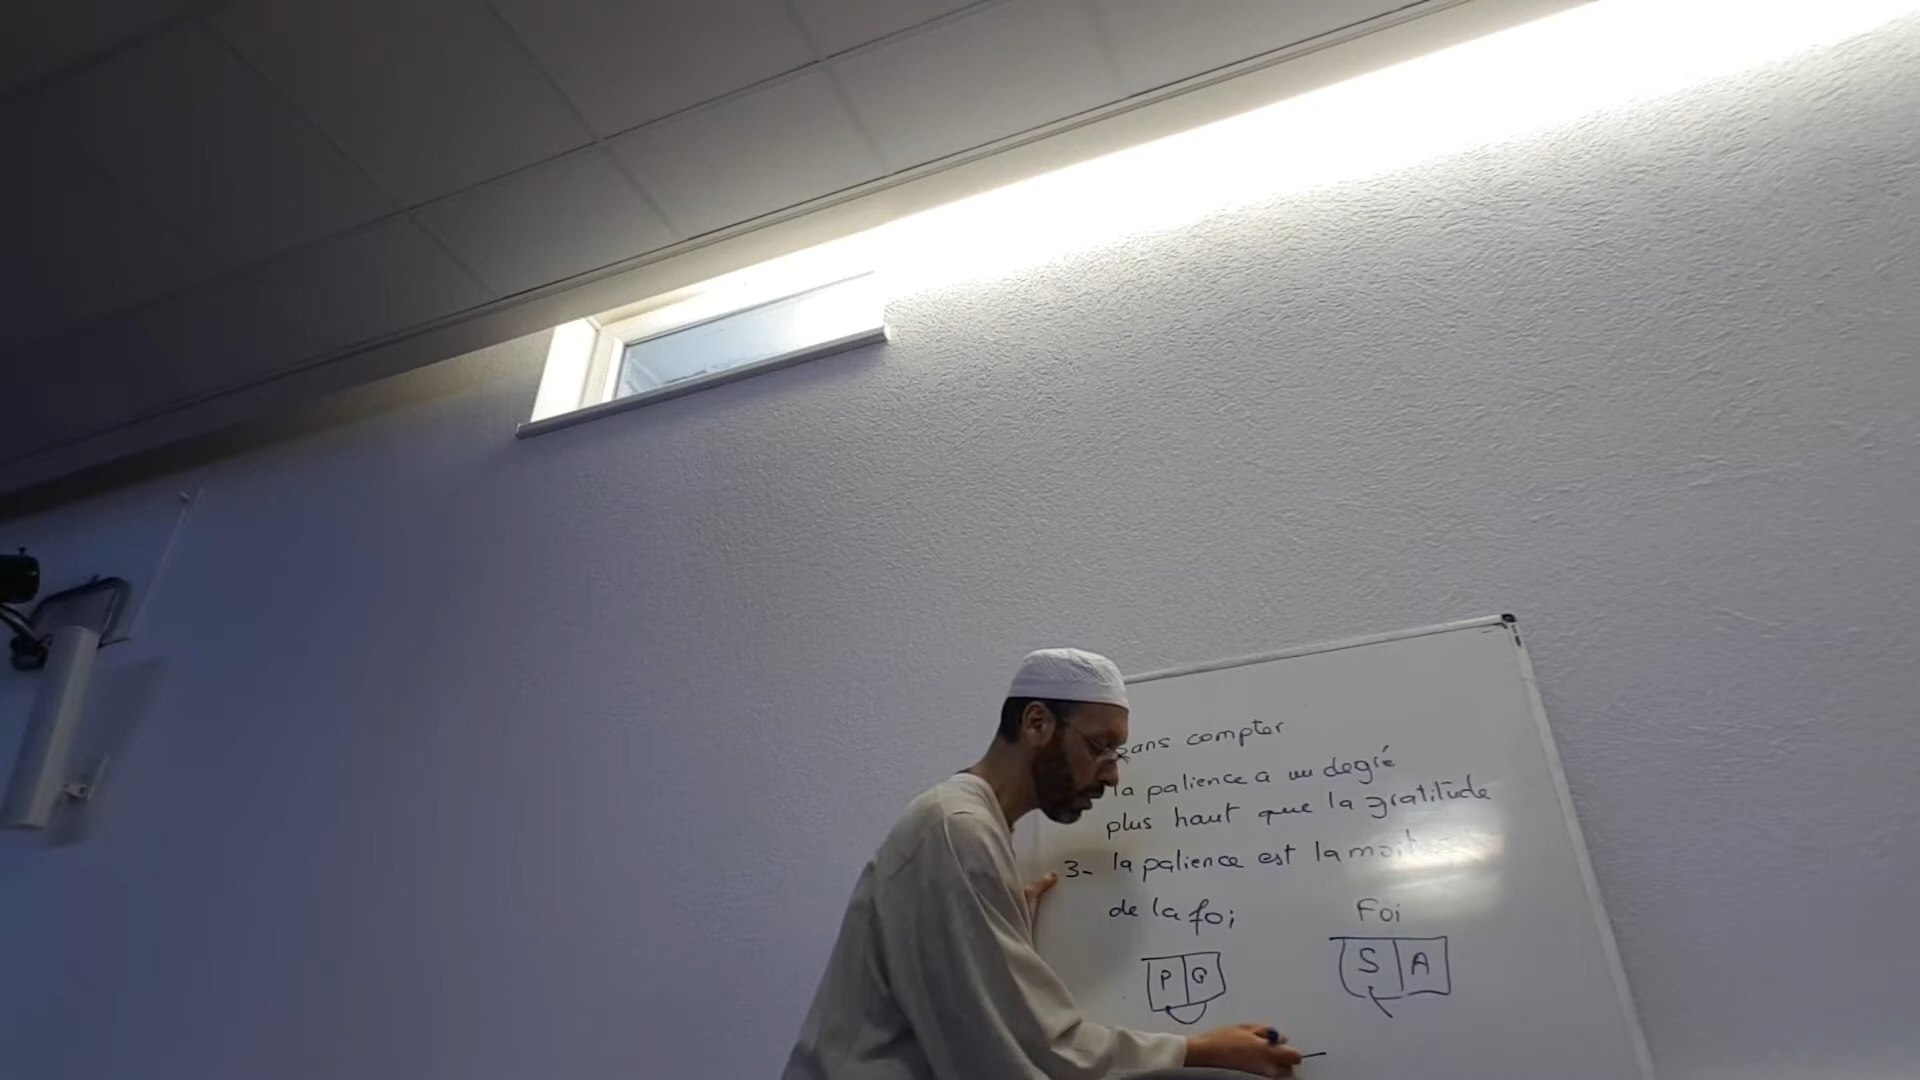 sans compter
la patience a un degré
plus haut que la gratitude
3- la patience est la moit
de la foi
Foi
P G
S A